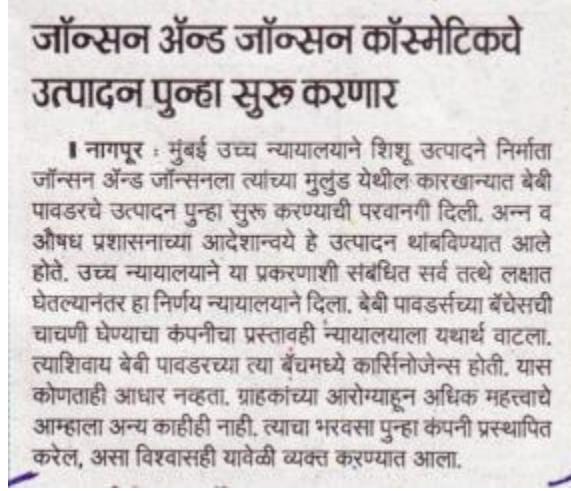 जॉन्सन ॲन्ड जॉन्सन कॉस्मेटिकचे
उत्पादन पुन्हा सुरू करणार
▌नागपूर : मुंबई उच्च न्यायालयाने शिशू उत्पादने निर्माता
जॉन्सन ॲन्ड जॉन्सनला त्यांच्या मुलुंड येथील कारखान्यात बेबी
पावडरचे उत्पादन पुन्हा सुरू करण्याची परवानगी दिली. अन्न व
औषध प्रशासनाच्या आदेशान्वये हे उत्पादन थांबविण्यात आले
होते. उच्च न्यायालयाने या प्रकरणाशी संबंधित सर्व तत्थे लक्षात
घेतल्यानंतर हा निर्णय न्यायालयाने दिला. बेबी पावडर्सच्या बॅचेसची
चाचणी घेण्याचा कंपनीचा प्रस्तावही न्यायालयाला यथार्थ वाटला.
त्याशिवाय बेबी पावडरच्या त्या बॅचमध्ये कार्सिनोजेन्स होती. यास
कोणताही आधार नव्हता. ग्राहकांच्या आरोग्याहून अधिक महत्त्वाचे
आम्हाला अन्य काहीही नाही. त्याचा भरवसा पुन्हा कंपनी प्रस्थापित
करेल, असा विश्वासही यावेळी व्यक्त करण्यात आला.